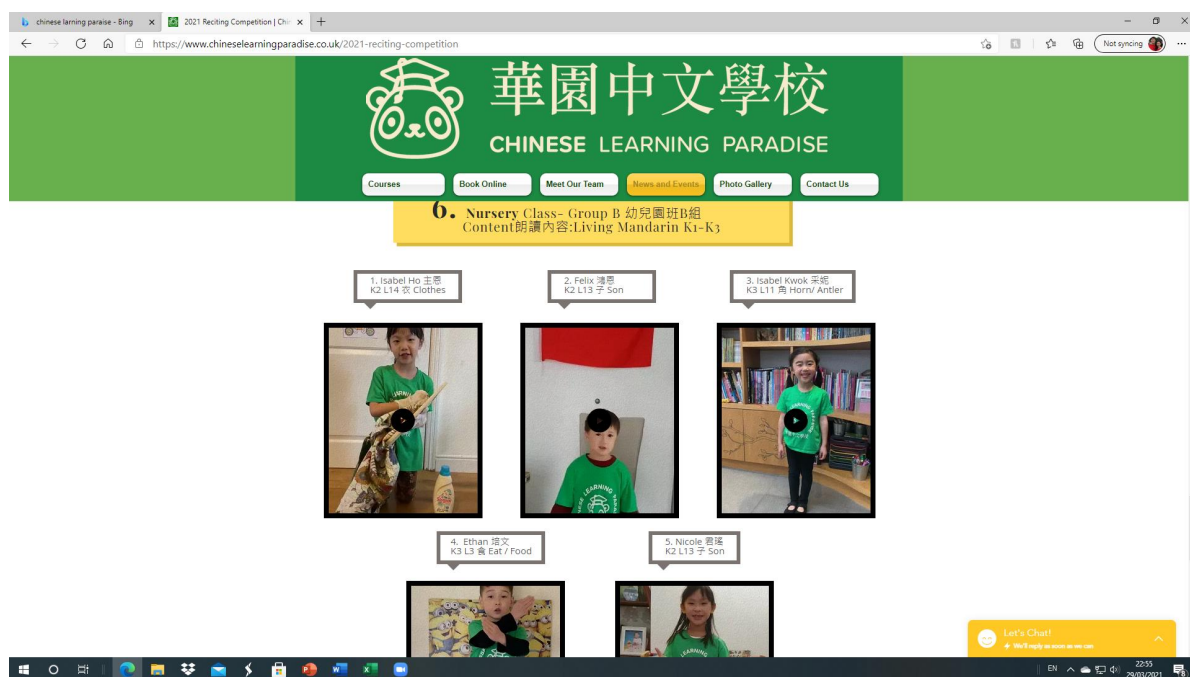 chinese larning paraise - Bing
2021 Reciting Competition | Chin
https://www.chineselearningparadise.co.uk/2021-reciting-competition
Not syncing
華園中文學校
CHINESE LEARNING PARADISE
Courses
Book Online
Meet Our Team
News and Events
Photo Gallery
Contact Us
6. Nursery Class- Group B 幼兒園班B組
Content朗讀內容:Living Mandarin K1-K3
1. Isabel Ho 主恩
K2 L14 衣 Clothes
2. Felix 鴻恩
K2 L13 子 Son
3. Isabel Kwok 采妮
K3 L11 角 Horn/ Antler
LEARNING
4. Ethan 培文
K3 L3 食 Eat / Food
5. Nicole 君瑤
K2 L13 子 Son
Let's Chat!
We'll reply as soon as we can
EN
22:55
29/03/2021